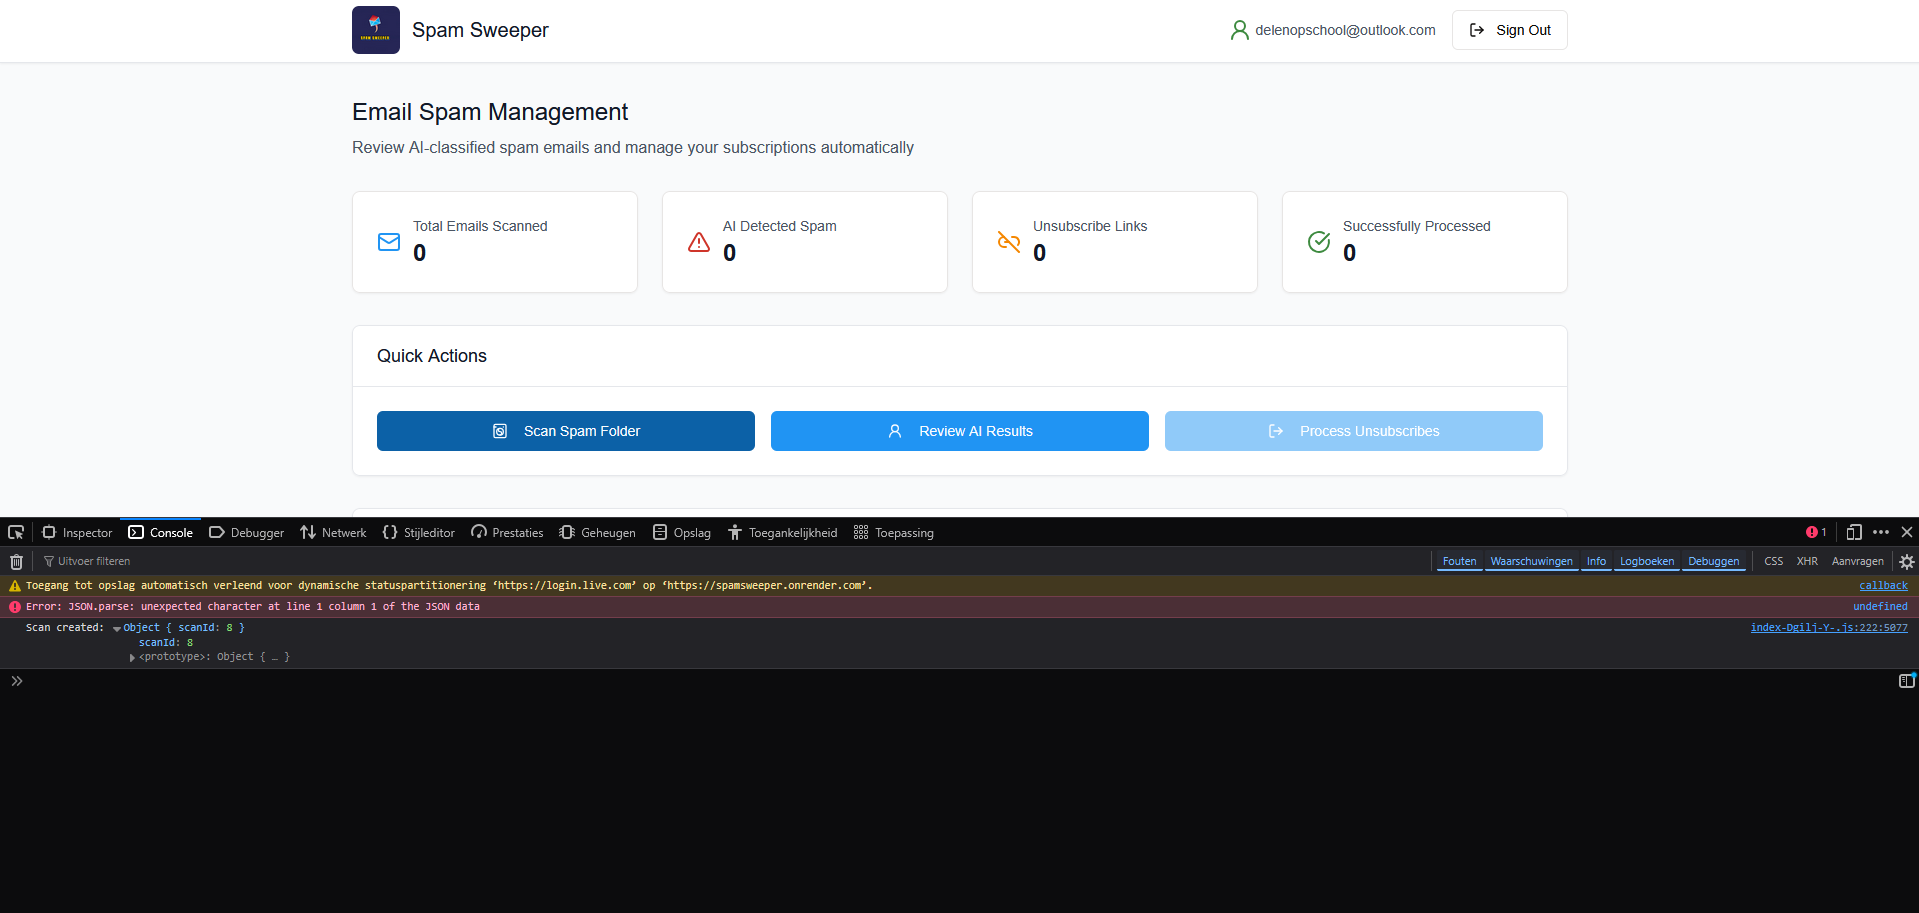 SPAM SWEEPER
Spam Sweeper
delenopschool@outlook.com
Sign Out
Email Spam Management
Review AI-classified spam emails and manage your subscriptions automatically
Total Emails Scanned
0
AI Detected Spam
0
Unsubscribe Links
0
Successfully Processed
0
Quick Actions
Scan Spam Folder
Review AI Results
Process Unsubscribes
Inspector Console Debugger Netwerk Stijleditor Prestaties Geheugen Opslag Toegankelijkheid Toepassing 1
Uitvoer filteren Fouten Waarschuwingen Info Logboeken Debuggen CSS XHR Aanvragen
Toegang tot opslag automatisch verleend voor dynamische statuspartitionering ‘https://login.live.com’ op ‘https://spamsweeper.onrender.com’. callback
Error: JSON.parse: unexpected character at line 1 column 1 of the JSON data undefined
Scan created: Object { scanId: 8 } index-Dgilj-Y-.js:222:5077
scanId: 8
<prototype>: Object { … }